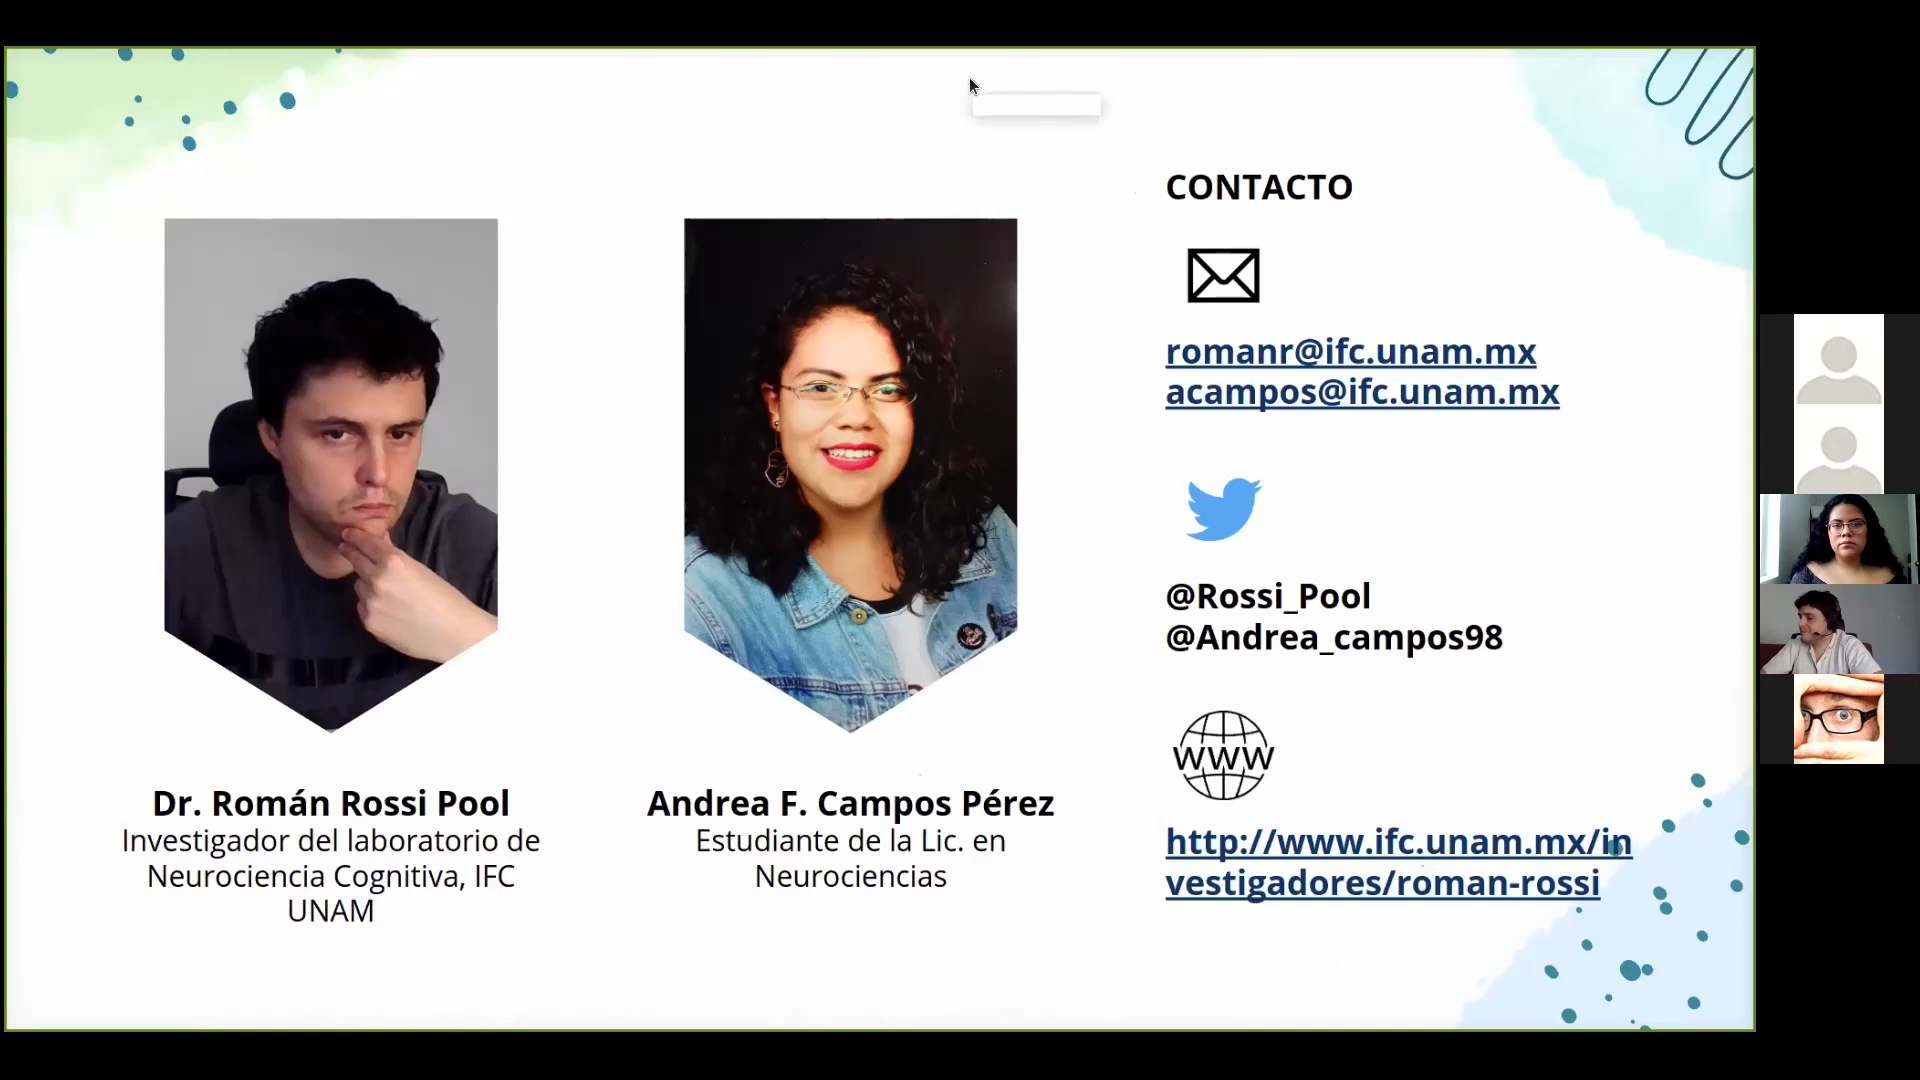 CONTACTO
romanr@ifc.unam.mx
acampos@ifc.unam.mx
@Rossi_Pool
@Andrea_campos98
WWW
http://www.ifc.unam.mx/in
vestigadores/roman-rossi
Dr. Román Rossi Pool
Investigador del laboratorio de
Neurociencia Cognitiva, IFC
UNAM
Andrea F. Campos Pérez
Estudiante de la Lic. en
Neurociencias